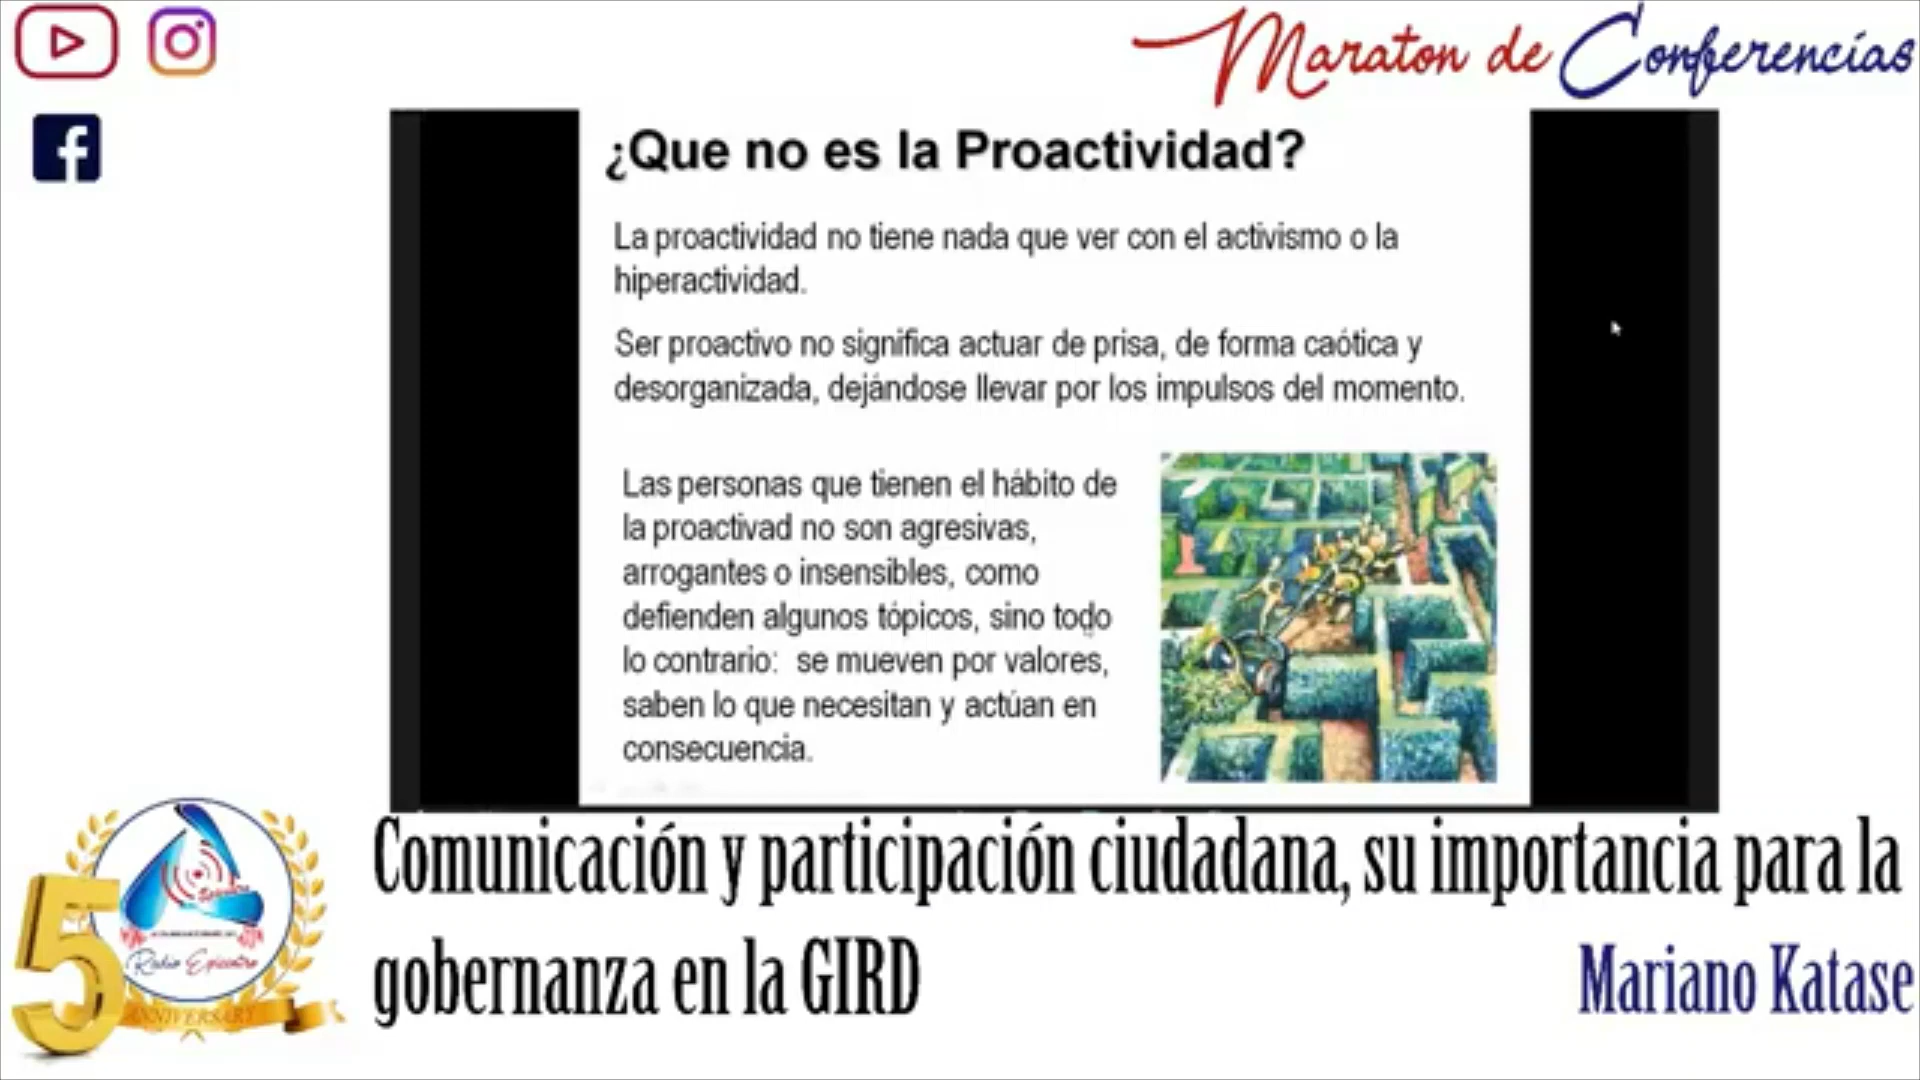 Maraton de Conferencias
¿Que no es la Proactividad?
La proactividad no tiene nada que ver con el activismo o la
hiperactividad.
Ser proactivo no significa actuar de prisa, de forma caótica y
desorganizada, dejándose llevar por los impulsos del momento.
Las personas que tienen el hábito de
la proactivad no son agresivas,
arrogantes o insensibles, como
defienden algunos tópicos, sino todo
lo contrario: se mueven por valores,
saben lo que necesitan y actúan en
consecuencia.
5
Radio Epicentro
ANNIVERSARY
Comunicación y participación ciudadana, su importancia para la
gobernanza en la GIRD
Mariano Katase